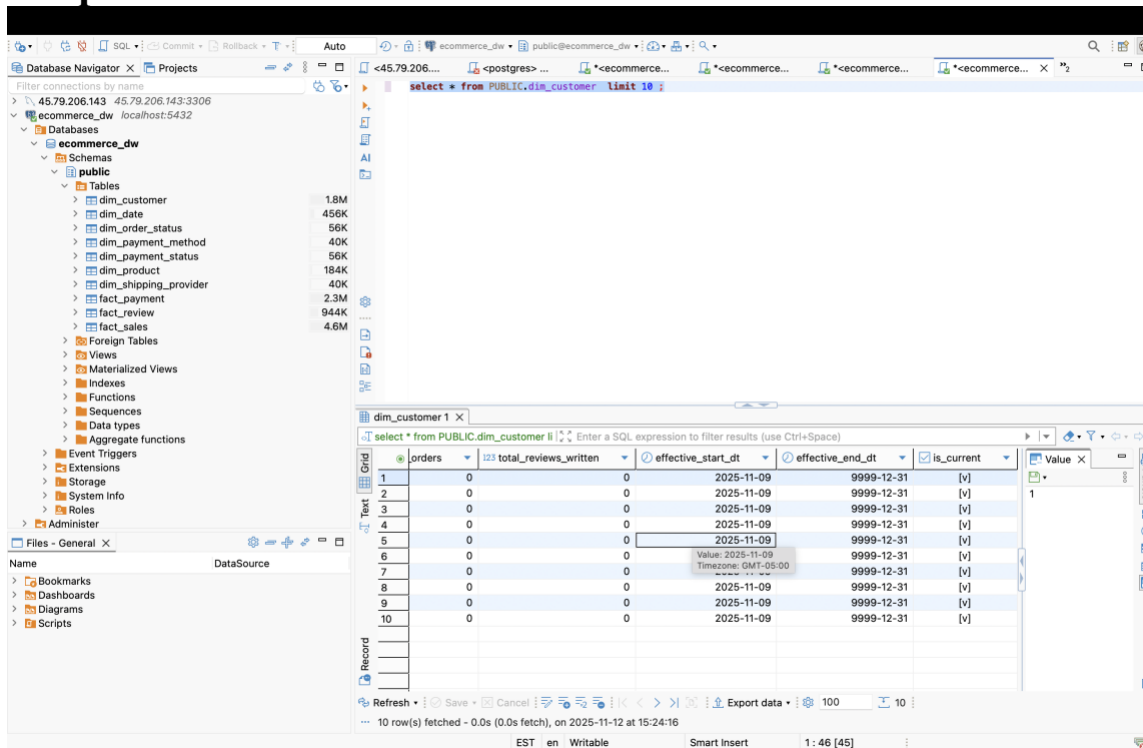 SQL Commit Rollback T Auto ecommerce_dw public@ecommerce_dw
Database Navigator X Projects
Filter connections by name
45.79.206.143 45.79.206.143:3306
ecommerce_dw localhost:5432
Databases
ecommerce_dw
Schemas
public
Tables
dim_customer 1.8M
dim_date 456K
dim_order_status 56K
dim_payment_method 40K
dim_payment_status 56K
dim_product 184K
dim_shipping_provider 40K
fact_payment 2.3M
fact_review 944K
fact_sales 4.6M
Foreign Tables
Views
Materialized Views
Indexes
Functions
Sequences
Data types
Aggregate functions
Event Triggers
Extensions
Storage
System Info
Roles
Administer
Files - General X
Name DataSource
Bookmarks
Dashboards
Diagrams
Scripts
<45.79.206.... <postgres> ... *<ecommerce... *<ecommerce... *<ecommerce... *<ecommerce... X »2
select * from PUBLIC.dim_customer limit 10 ;
AI
dim_customer 1 X
select * from PUBLIC.dim_customer li Enter a SQL expression to filter results (use Ctrl+Space)
Grid
Text
Record
_orders 123 total_reviews_written effective_start_dt effective_end_dt is_current
1 0 0 2025-11-09 9999-12-31 [v]
2 0 0 2025-11-09 9999-12-31 [v]
3 0 0 2025-11-09 9999-12-31 [v]
4 0 0 2025-11-09 9999-12-31 [v]
5 0 0 2025-11-09 9999-12-31 [v]
6 0 0 9999-12-31 [v]
7 0 0 9999-12-31 [v]
8 0 0 2025-11-09 9999-12-31 [v]
9 0 0 2025-11-09 9999-12-31 [v]
10 0 0 2025-11-09 9999-12-31 [v]
Value: 2025-11-09
Timezone: GMT-05:00
Value X
1
Refresh Save Cancel Export data 100 10
10 row(s) fetched - 0.0s (0.0s fetch), on 2025-11-12 at 15:24:16
EST en Writable Smart Insert 1 : 46 [45]